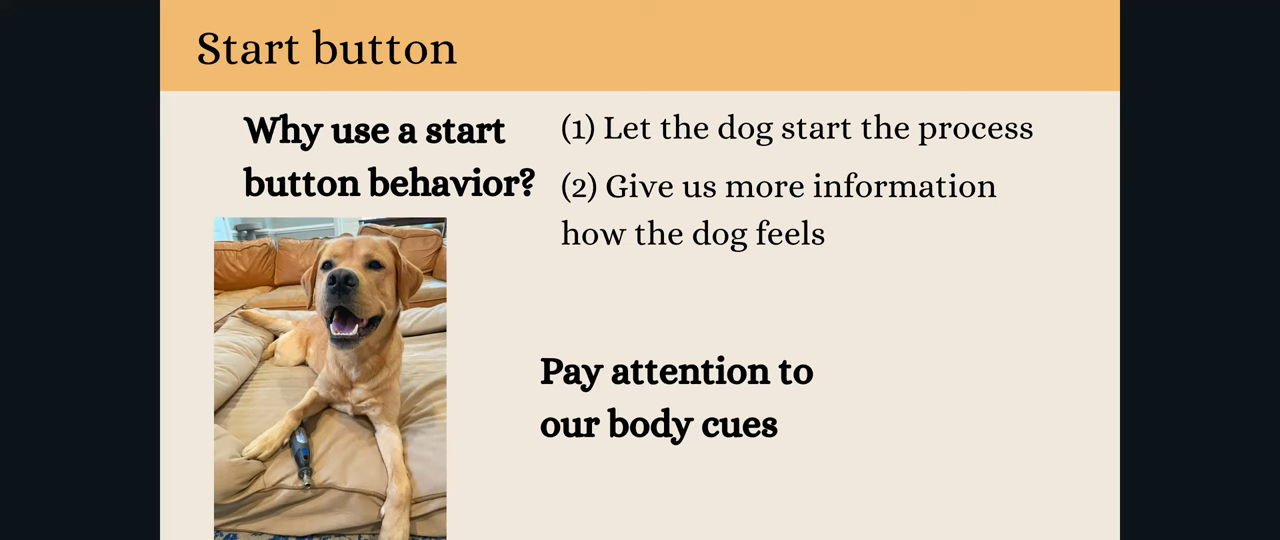 Start button
Why use a start
button behavior?
(1) Let the dog start the process
(2) Give us more information
how the dog feels
Pay attention to
our body cues